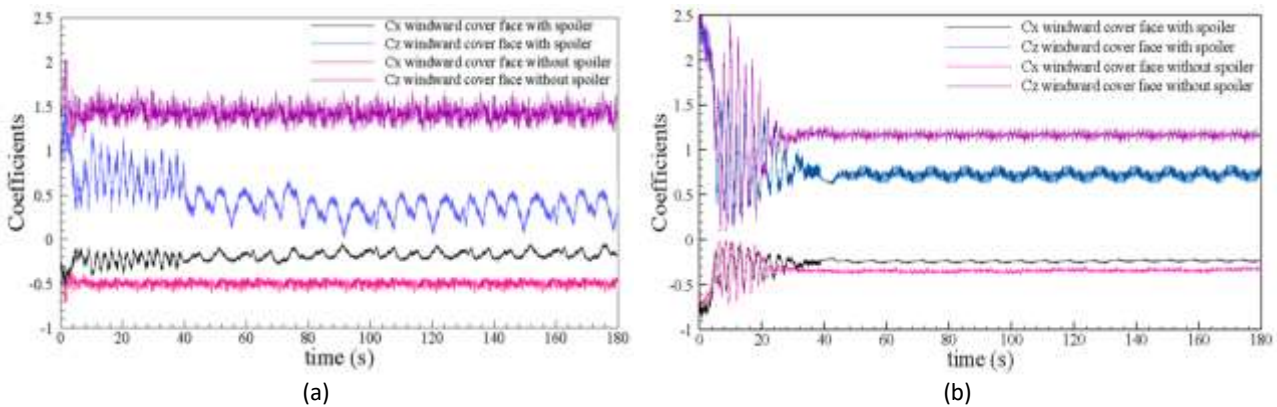 2.5
2
1.5
1
0.5
0
-0.5
-1
Coefficients
Cx windward cover face with spoiler
Cz windward cover face with spoiler
Cx windward cover face without spoiler
Cz windward cover face without spoiler
0 20 40 60 80 100 120 140 160 180
time (s)
(a)
2.5
2
1.5
1
0.5
0
-0.5
-1
Coefficients
Cx windward cover face with spoiler
Cz windward cover face with spoiler
Cx windward cover face without spoiler
Cz windward cover face without spoiler
0 20 40 60 80 100 120 140 160 180
time (s)
(b)